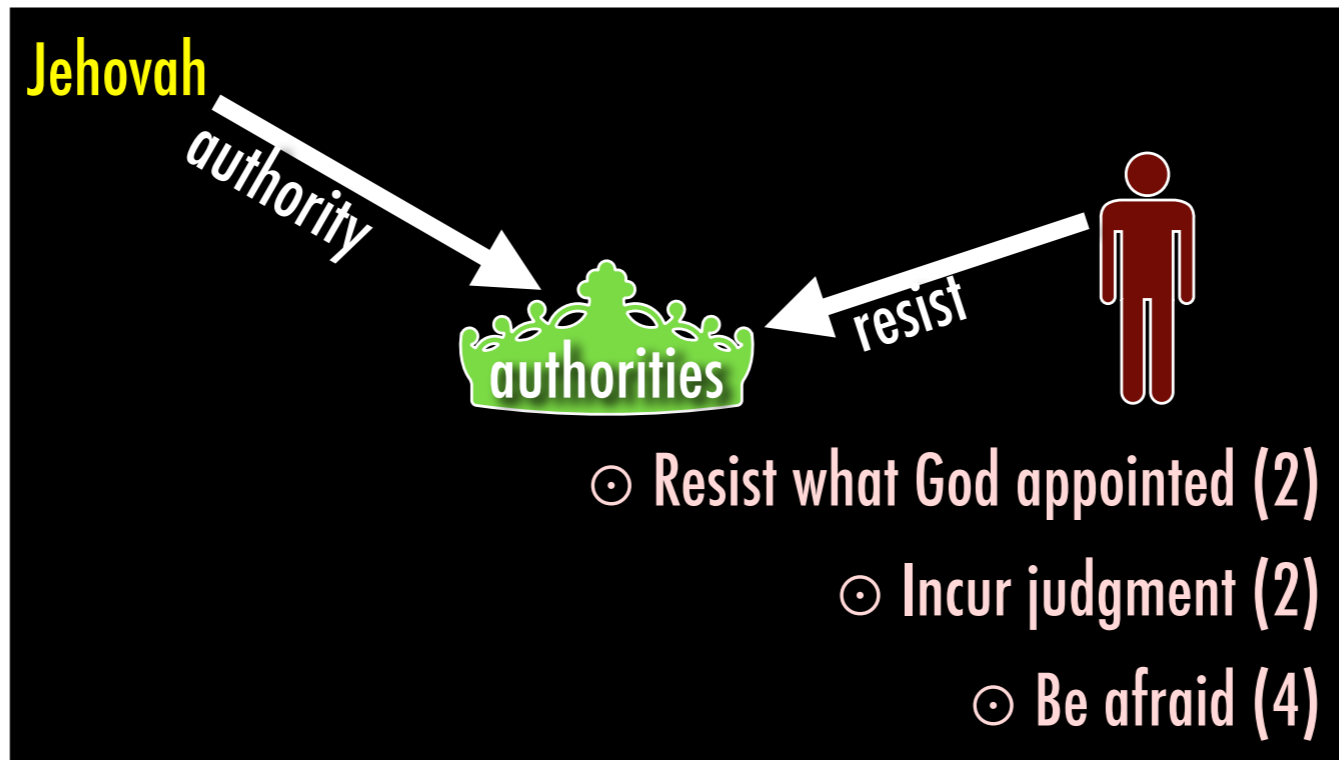 Jehovah
authority
authorities
resist
⊙ Resist what God appointed (2)
⊙ Incur judgment (2)
⊙ Be afraid (4)